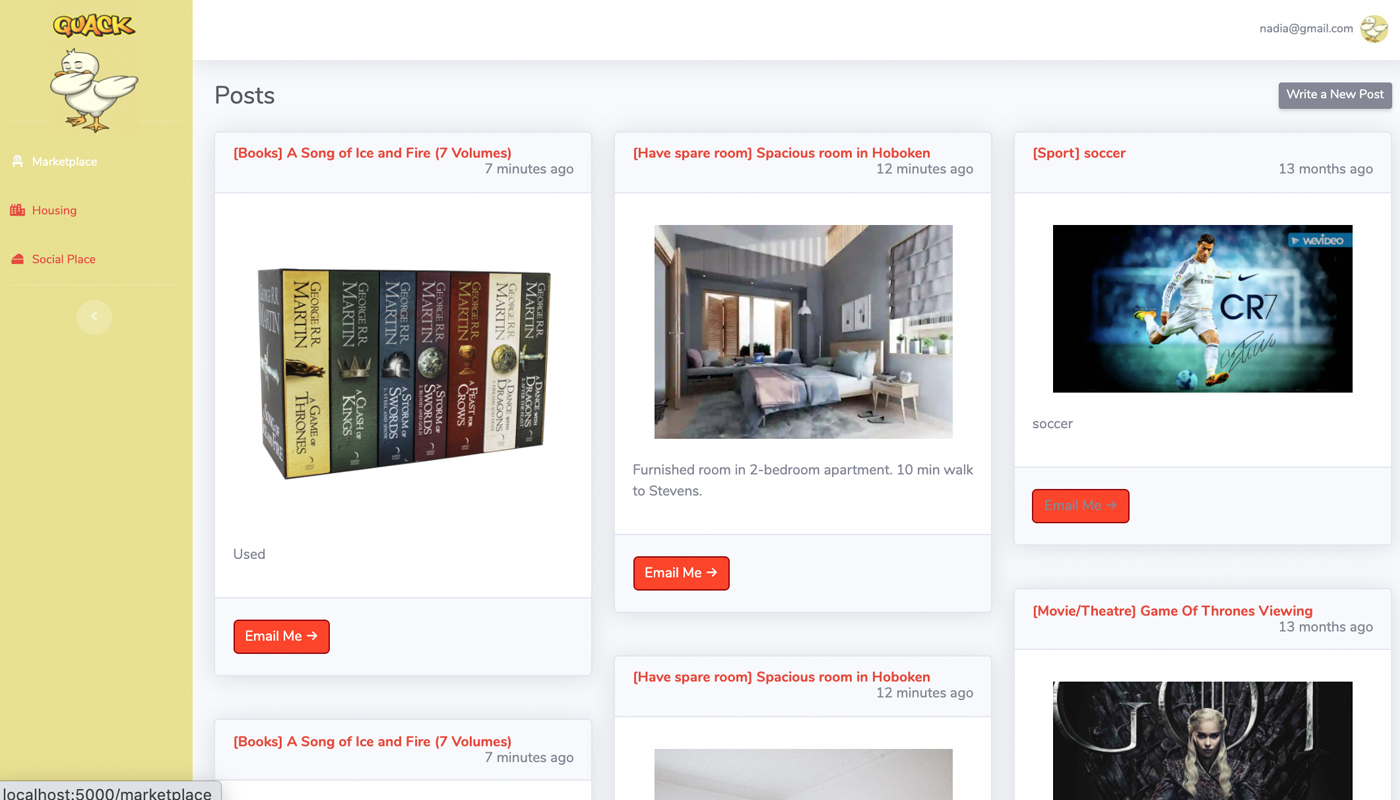 QUACK
nadia@gmail.com
Marketplace
Housing
Social Place
Posts
Write a New Post
[Books] A Song of Ice and Fire (7 Volumes)
7 minutes ago
GEORGE R.R. MARTIN
A GAME OF THRONES
GEORGE R.R. MARTIN
A CLASH OF KINGS
GEORGE R.R. MARTIN
A STORM OF SWORDS
GEORGE R.R. MARTIN
A STORM OF SWORDS
GEORGE R.R. MARTIN
A FEAST FOR CROWS
GEORGE R.R. MARTIN
A DANCE WITH DRAGONS
GEORGE R.R. MARTIN
A DANCE WITH DRAGONS
Used
Email Me →
[Books] A Song of Ice and Fire (7 Volumes)
7 minutes ago
[Have spare room] Spacious room in Hoboken
12 minutes ago
Furnished room in 2-bedroom apartment. 10 min walk
to Stevens.
Email Me →
[Have spare room] Spacious room in Hoboken
12 minutes ago
[Sport] soccer
13 months ago
WEVIDEO
CR7
soccer
Email Me →
[Movie/Theatre] Game Of Thrones Viewing
13 months ago
GOT
localhost:5000/marketplace